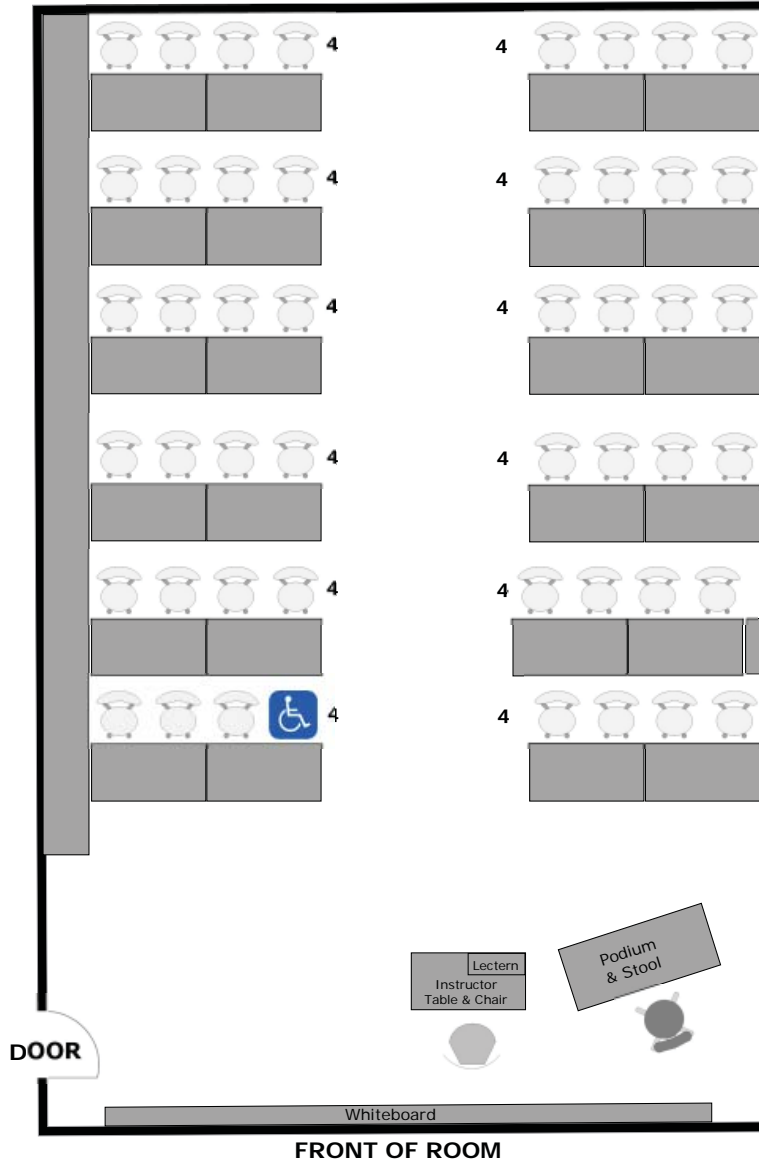 4 4
4 4
4 4
4 4
4 4
4 4
Podium
& Stool
Lectern
Instructor
Table & Chair
DOOR
Whiteboard
FRONT OF ROOM